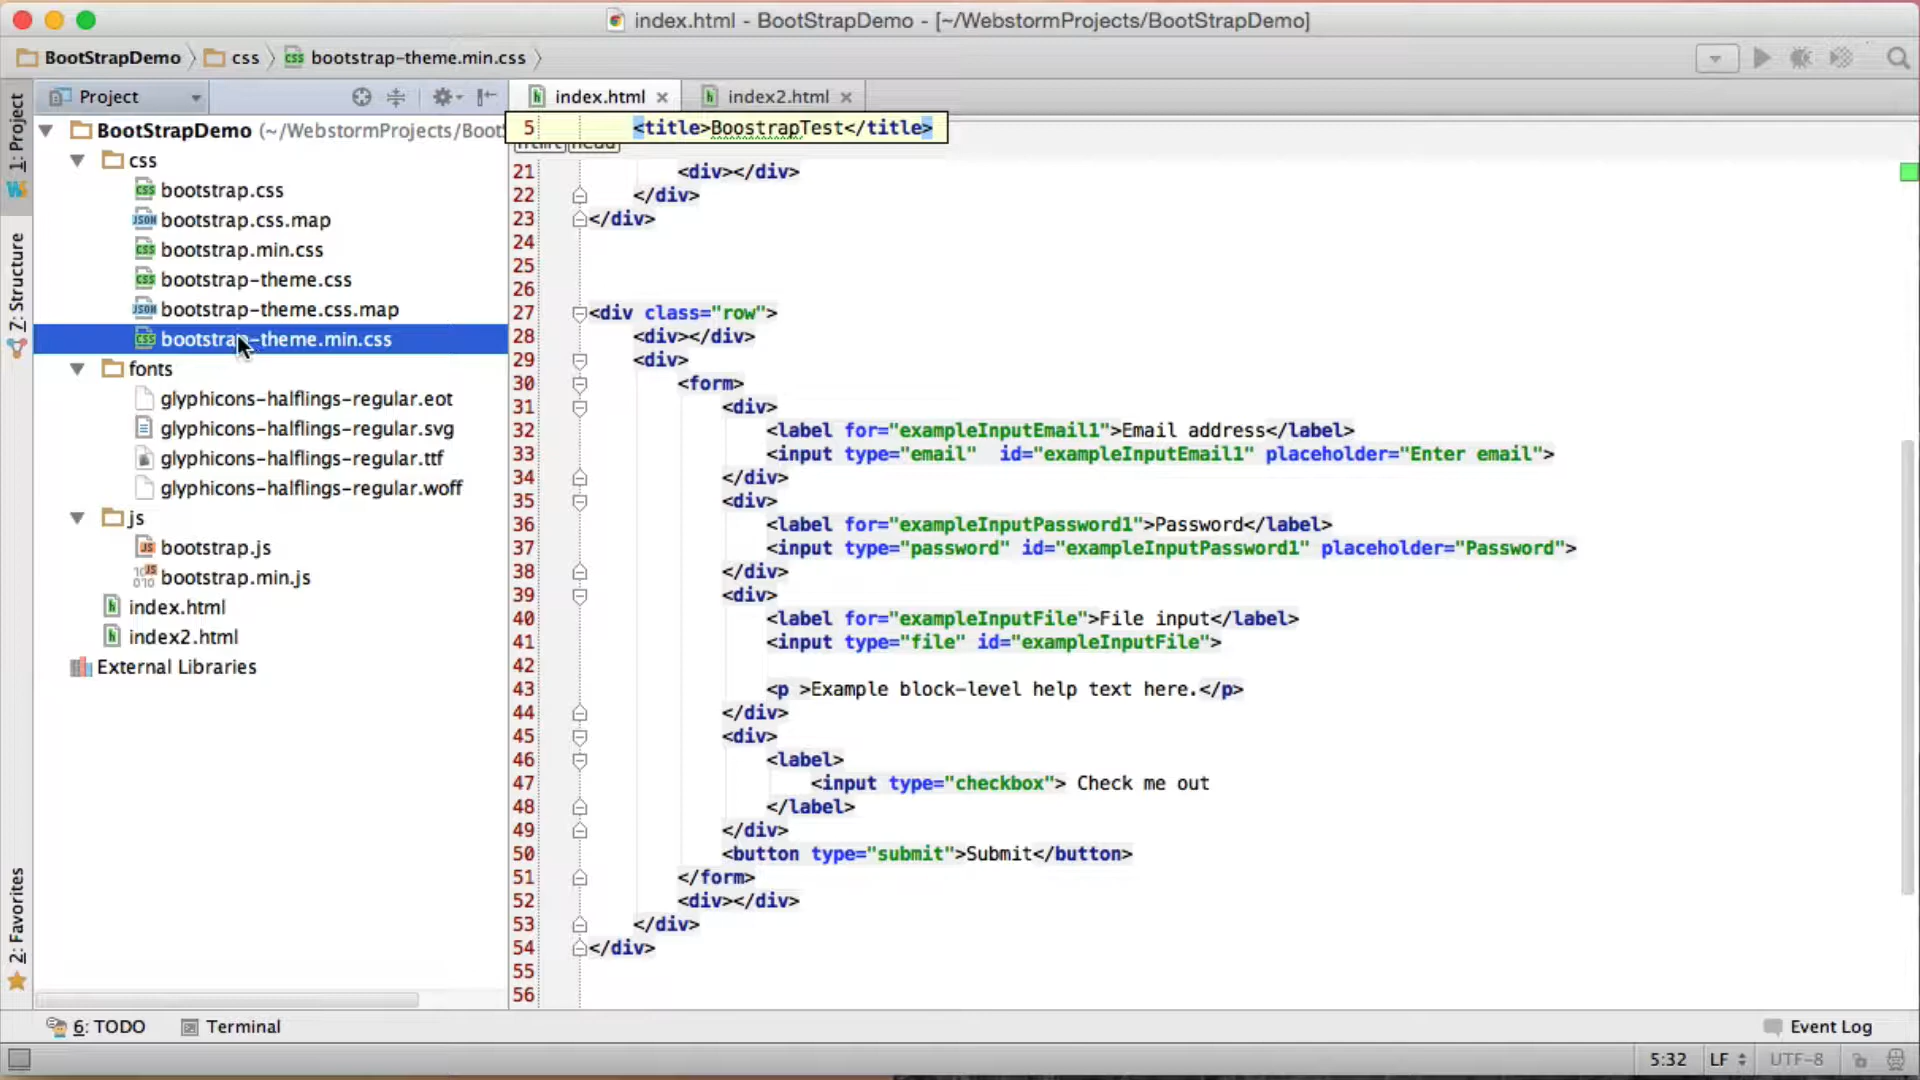 index.html - BootStrapDemo - [~/WebstormProjects/BootStrapDemo]
BootStrapDemo css bootstrap-theme.min.css
1: Project
7: Structure
2: Favorites
Project
BootStrapDemo (~/WebstormProjects/Boot
css
bootstrap.css
bootstrap.css.map
bootstrap.min.css
bootstrap-theme.css
bootstrap-theme.css.map
bootstrap-theme.min.css
fonts
glyphicons-halflings-regular.eot
glyphicons-halflings-regular.svg
glyphicons-halflings-regular.ttf
glyphicons-halflings-regular.woff
js
bootstrap.js
bootstrap.min.js
index.html
index2.html
External Libraries
index.html index2.html
5 <title>BoostrapTest</title>
21 <div></div>
22 </div>
23 </div>
24
25
26
27 <div class="row">
28 <div></div>
29 <div>
30 <form>
31 <div>
32 <label for="exampleInputEmail1">Email address</label>
33 <input type="email"  id="exampleInputEmail1" placeholder="Enter email">
34 </div>
35 <div>
36 <label for="exampleInputPassword1">Password</label>
37 <input type="password" id="exampleInputPassword1" placeholder="Password">
38 </div>
39 <div>
40 <label for="exampleInputFile">File input</label>
41 <input type="file" id="exampleInputFile">
42
43 <p >Example block-level help text here.</p>
44 </div>
45 <div>
46 <label>
47 <input type="checkbox"> Check me out
48 </label>
49 </div>
50 <button type="submit">Submit</button>
51 </form>
52 <div></div>
53 </div>
54 </div>
55
56
6: TODO Terminal Event Log
5:32 LF UTF-8